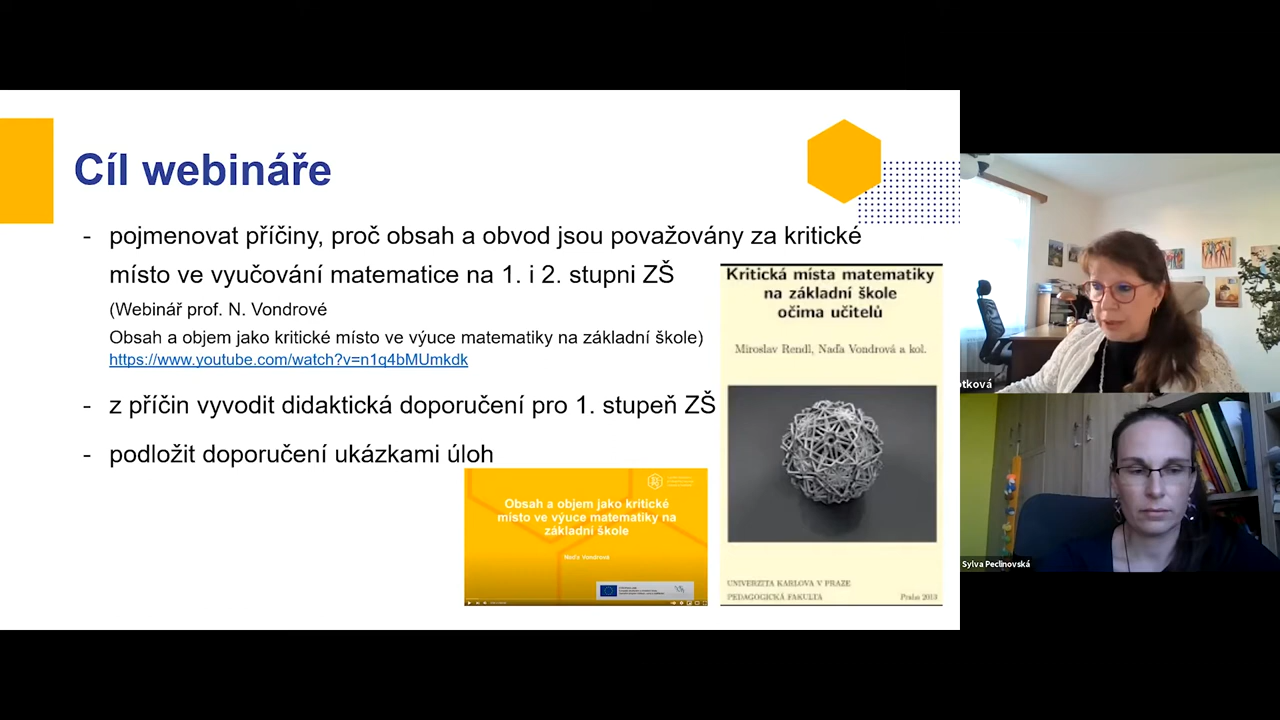 Cíl webináře
- pojmenovat příčiny, proč obsah a obvod jsou považovány za kritické
místo ve vyučování matematice na 1. i 2. stupni ZŠ
(Webinář prof. N. Vondrové
Obsah a objem jako kritické místo ve výuce matematiky na základní škole)
https://www.youtube.com/watch?v=n1q4bMUmkdk
- z příčin vyvodit didaktická doporučení pro 1. stupeň ZŠ
- podložit doporučení ukázkami úloh
Obsah a objem jako kritické
místo ve výuce matematiky na
základní škole
Naďa Vondrová
Kritická místa matematiky
na základní škole
očima učitelů
Miroslav Rendl, Naďa Vondrová a kol.
UNIVERZITA KARLOVA V PRAZE
PEDAGOGICKÁ FAKULTA
Praha 2013
otková
Sylva Peclinovská